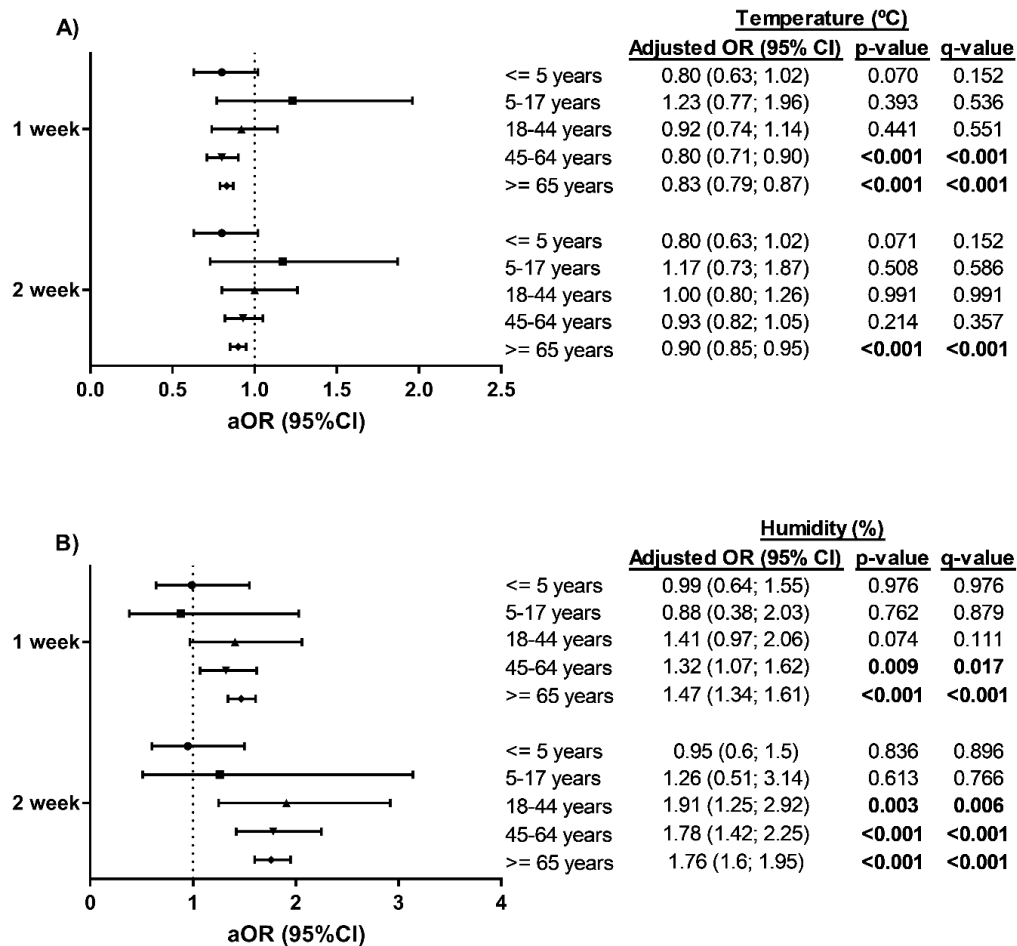 A)
Temperature (ºC)
Adjusted OR (95% CI) p-value q-value
<= 5 years 0.80 (0.63; 1.02) 0.070 0.152
5-17 years 1.23 (0.77; 1.96) 0.393 0.536
1 week 18-44 years 0.92 (0.74; 1.14) 0.441 0.551
45-64 years 0.80 (0.71; 0.90) <0.001 <0.001
>= 65 years 0.83 (0.79; 0.87) <0.001 <0.001
<= 5 years 0.80 (0.63; 1.02) 0.071 0.152
5-17 years 1.17 (0.73; 1.87) 0.508 0.586
2 week 18-44 years 1.00 (0.80; 1.26) 0.991 0.991
45-64 years 0.93 (0.82; 1.05) 0.214 0.357
>= 65 years 0.90 (0.85; 0.95) <0.001 <0.001
0.0 0.5 1.0 1.5 2.0 2.5
aOR (95%CI)
B)
Humidity (%)
Adjusted OR (95% CI) p-value q-value
<= 5 years 0.99 (0.64; 1.55) 0.976 0.976
5-17 years 0.88 (0.38; 2.03) 0.762 0.879
1 week 18-44 years 1.41 (0.97; 2.06) 0.074 0.111
45-64 years 1.32 (1.07; 1.62) 0.009 0.017
>= 65 years 1.47 (1.34; 1.61) <0.001 <0.001
<= 5 years 0.95 (0.6; 1.5) 0.836 0.896
5-17 years 1.26 (0.51; 3.14) 0.613 0.766
2 week 18-44 years 1.91 (1.25; 2.92) 0.003 0.006
45-64 years 1.78 (1.42; 2.25) <0.001 <0.001
>= 65 years 1.76 (1.6; 1.95) <0.001 <0.001
0 1 2 3 4
aOR (95%CI)